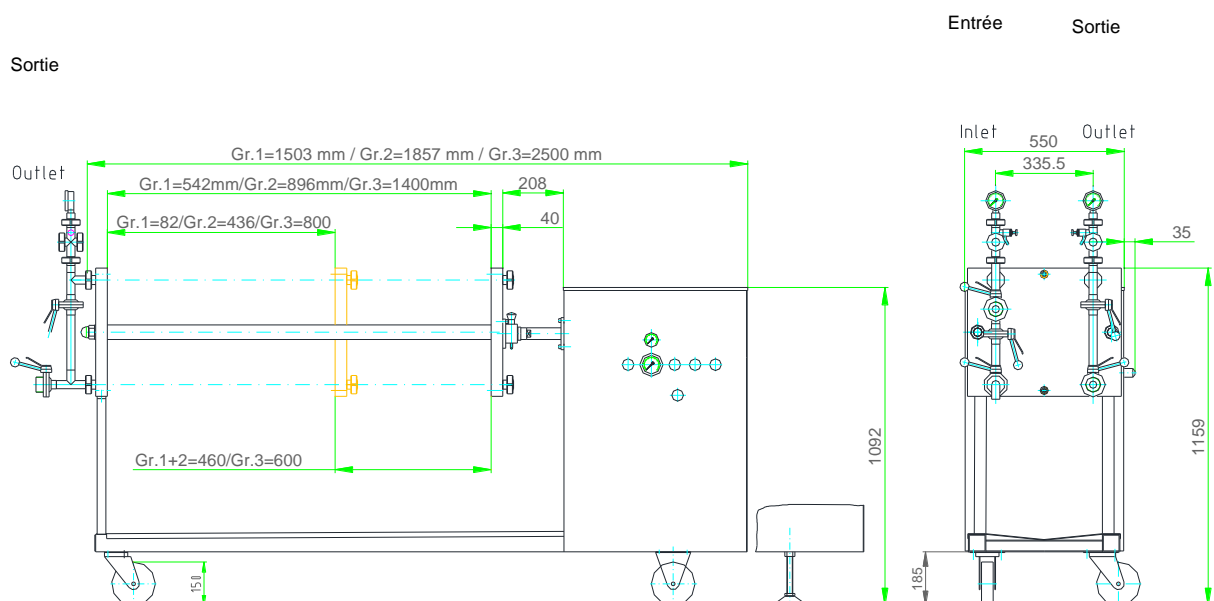 Entrée
Sortie
Sortie
Inlet
Outlet
550
Gr.1=1503 mm / Gr.2=1857 mm / Gr.3=2500 mm
335.5
Outlet
Gr.1=542mm/Gr.2=896mm/Gr.3=1400mm
208
Gr.1=82/Gr.2=436/Gr.3=800
40
35
1092
1159
Gr.1+2=460/Gr.3=600
150
185